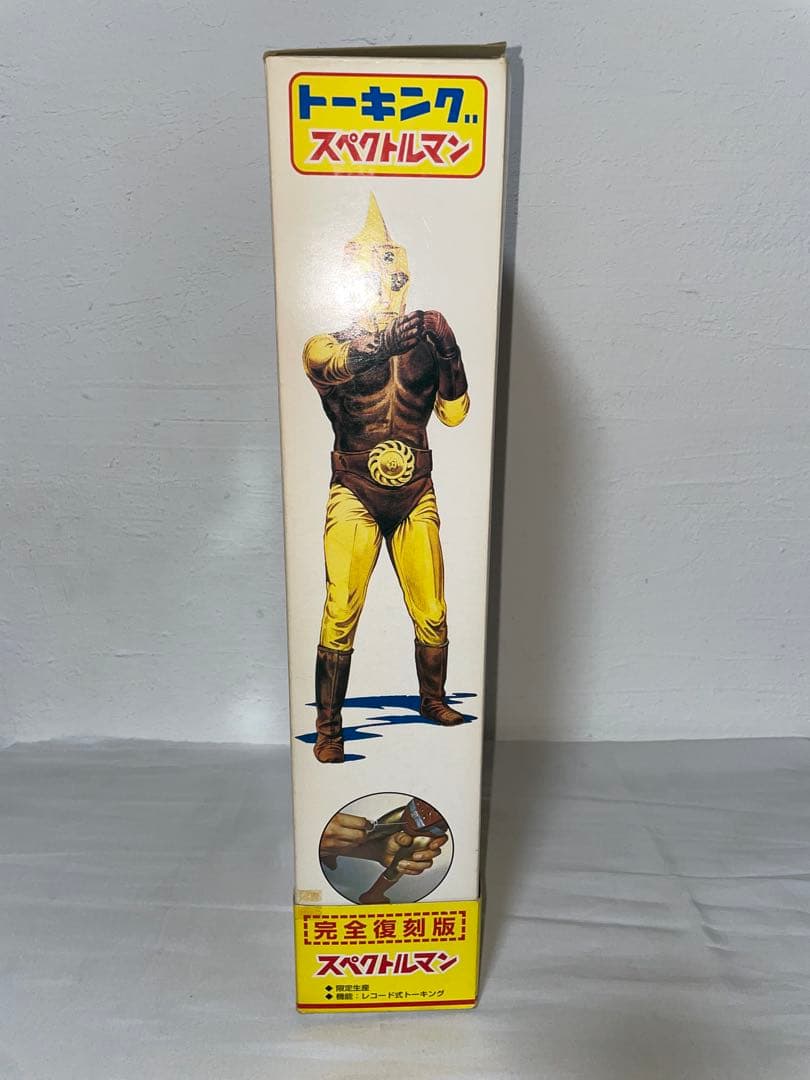 トーキング
スペクトルマン
完全復刻版
スペクトルマン
◆限定生産
◆機能:レコード式トーキング